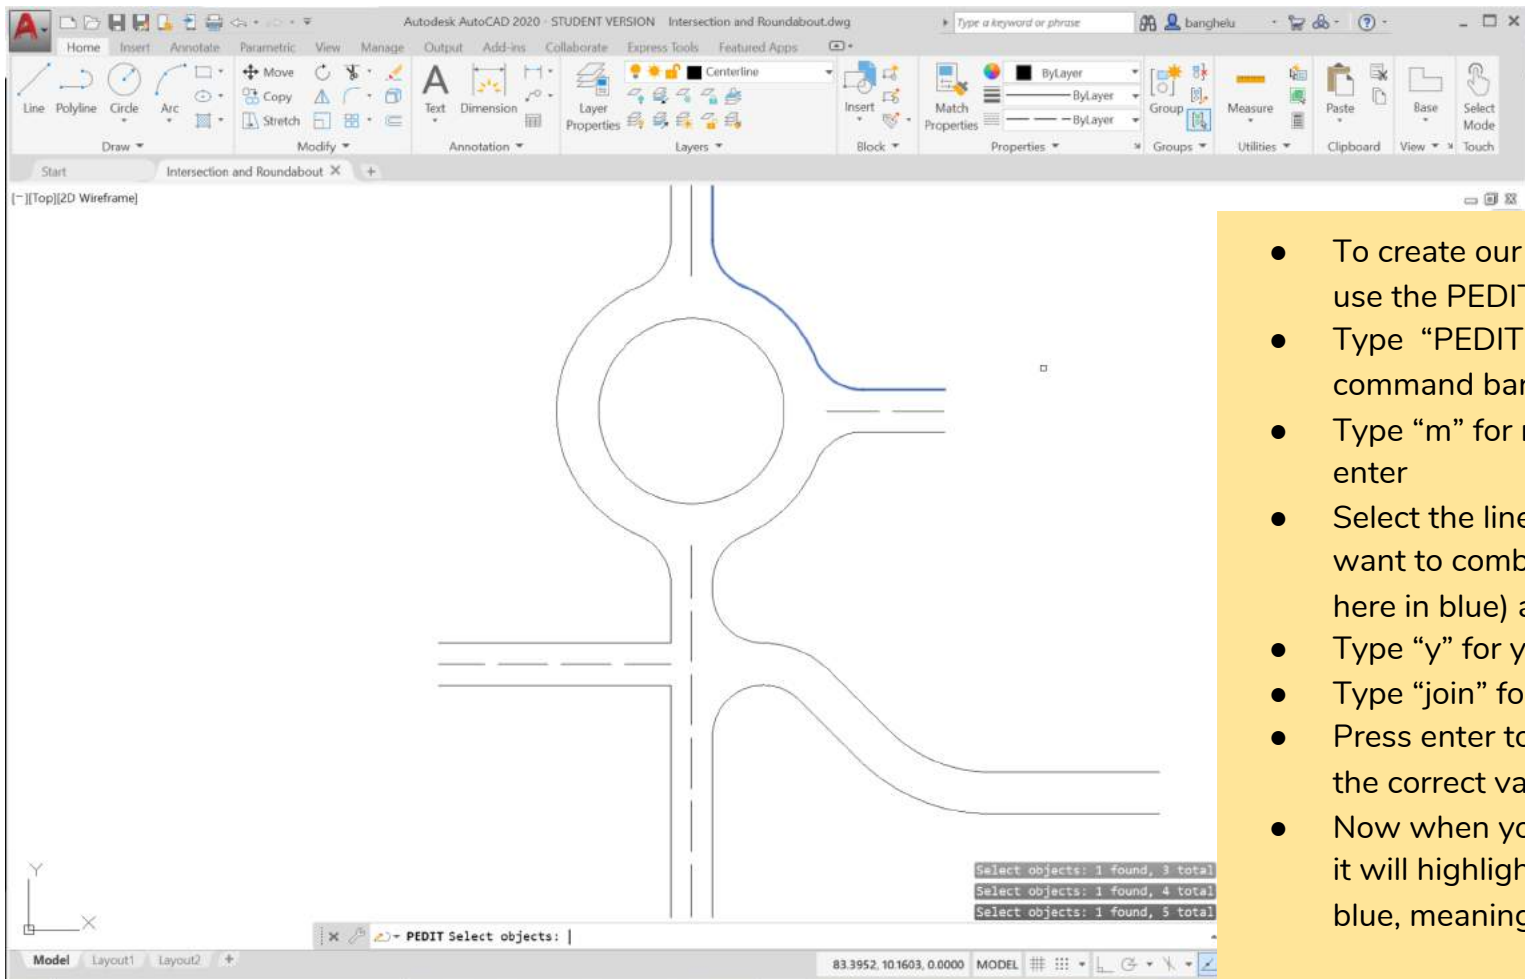 Autodesk AutoCAD 2020 - STUDENT VERSION Intersection and Roundabout.dwg
Type a keyword or phrase
banghelu
Home Insert Annotate Parametric View Manage Output Add-ins Collaborate Express Tools Featured Apps
Line Polyline Circle Arc
Move
Copy
Stretch
Text Dimension
Layer Properties
Centerline
Insert
Match Properties
ByLayer
ByLayer
ByLayer
Group
Measure
Paste
Base
Select Mode
Draw Modify Annotation Layers Block Properties Groups Utilities Clipboard View Touch
Start Intersection and Roundabout +
[−][Top][2D Wireframe]
● To create our
use the PEDIT
● Type “PEDIT
command bar
● Type “m” for
enter
● Select the line
want to comb
here in blue) a
● Type “y” for y
● Type “join” fo
● Press enter to
the correct va
● Now when yo
it will highligh
blue, meaning
Y
X
Select objects: 1 found, 3 total
Select objects: 1 found, 4 total
Select objects: 1 found, 5 total
PEDIT Select objects:
Model Layout1 Layout2 +
83.3952, 10.1603, 0.0000 MODEL